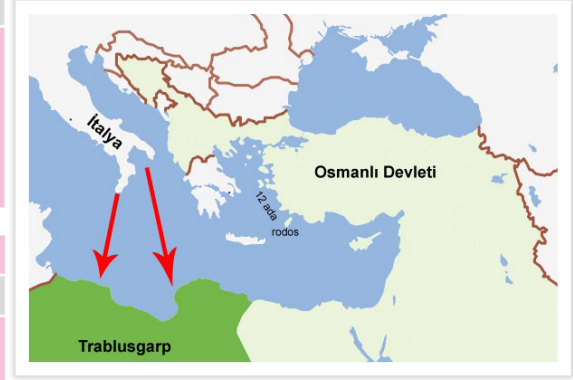 İtalya
Osmanlı Devleti
12 ada
rodos
Trablusgarp